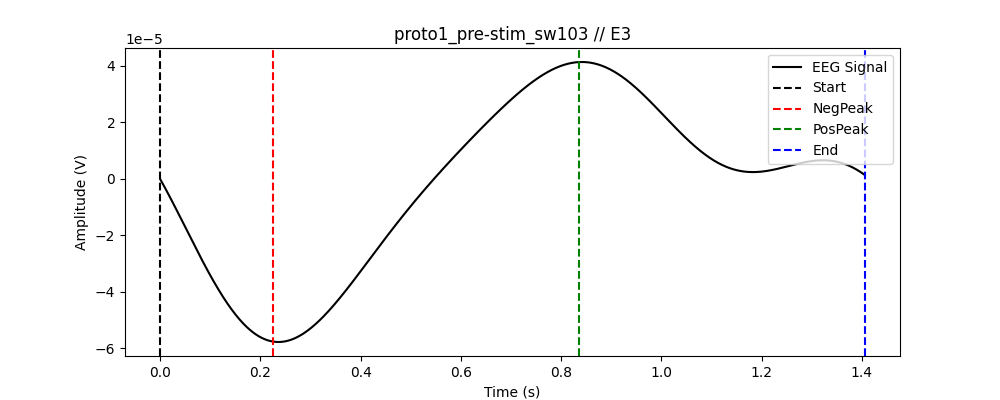 proto1_pre-stim_sw103 // E3
1e−5
EEG Signal
Start
NegPeak
PosPeak
End
4
2
0
−2
−4
−6
Amplitude (V)
0.0 0.2 0.4 0.6 0.8 1.0 1.2 1.4
Time (s)